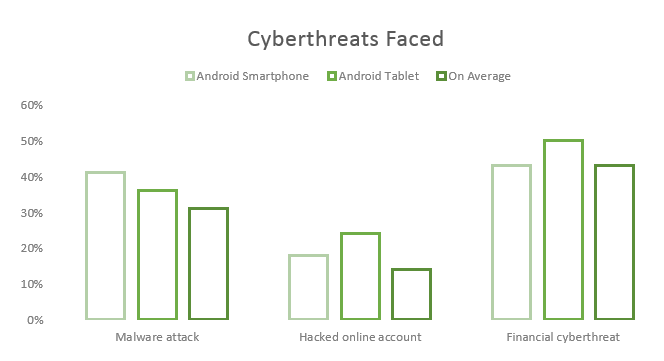 Cyberthreats Faced
Android Smartphone Android Tablet On Average
60%
50%
40%
30%
20%
10%
0%
Malware attack Hacked online account Financial cyberthreat